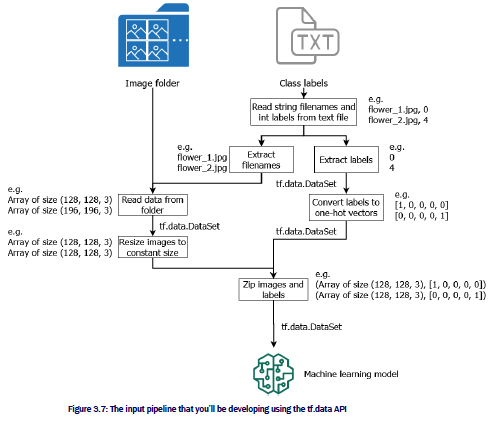 TXT
Image folder
Class labels
Read string filenames and
int labels from text file
e.g.
flower_1.jpg, 0
flower_2.jpg, 4
e.g.
flower_1.jpg
flower_2.jpg
Extract
filenames
Extract labels
e.g.
0
4
e.g.
Array of size (128, 128, 3)
Array of size (196, 196, 3)
Read data from
folder
tf.data.DataSet
Convert labels to
one-hot vectors
e.g.
[1, 0, 0, 0, 0]
[0, 0, 0, 0, 1]
tf.data.DataSet
e.g.
Array of size (128, 128, 3)
Array of size (128, 128, 3)
Resize images to
constant size
tf.data.DataSet
Zip images and
labels
e.g.
(Array of size (128, 128, 3), [1, 0, 0, 0, 0])
(Array of size (128, 128, 3), [0, 0, 0, 0, 1])
tf.data.DataSet
Machine learning model
Figure 3.7: The input pipeline that you'll be developing using the tf.data API